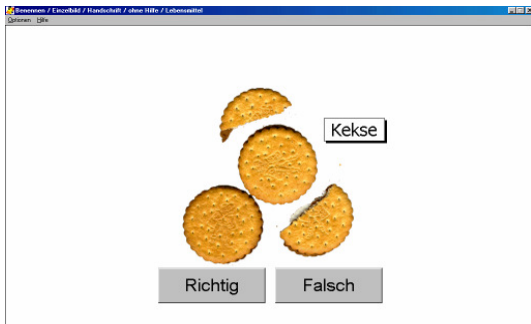 Benennen / Einzelbild / Handschrift / ohne Hilfe / Lebensmittel
Optionen Hilfe
Kekse
Richtig Falsch